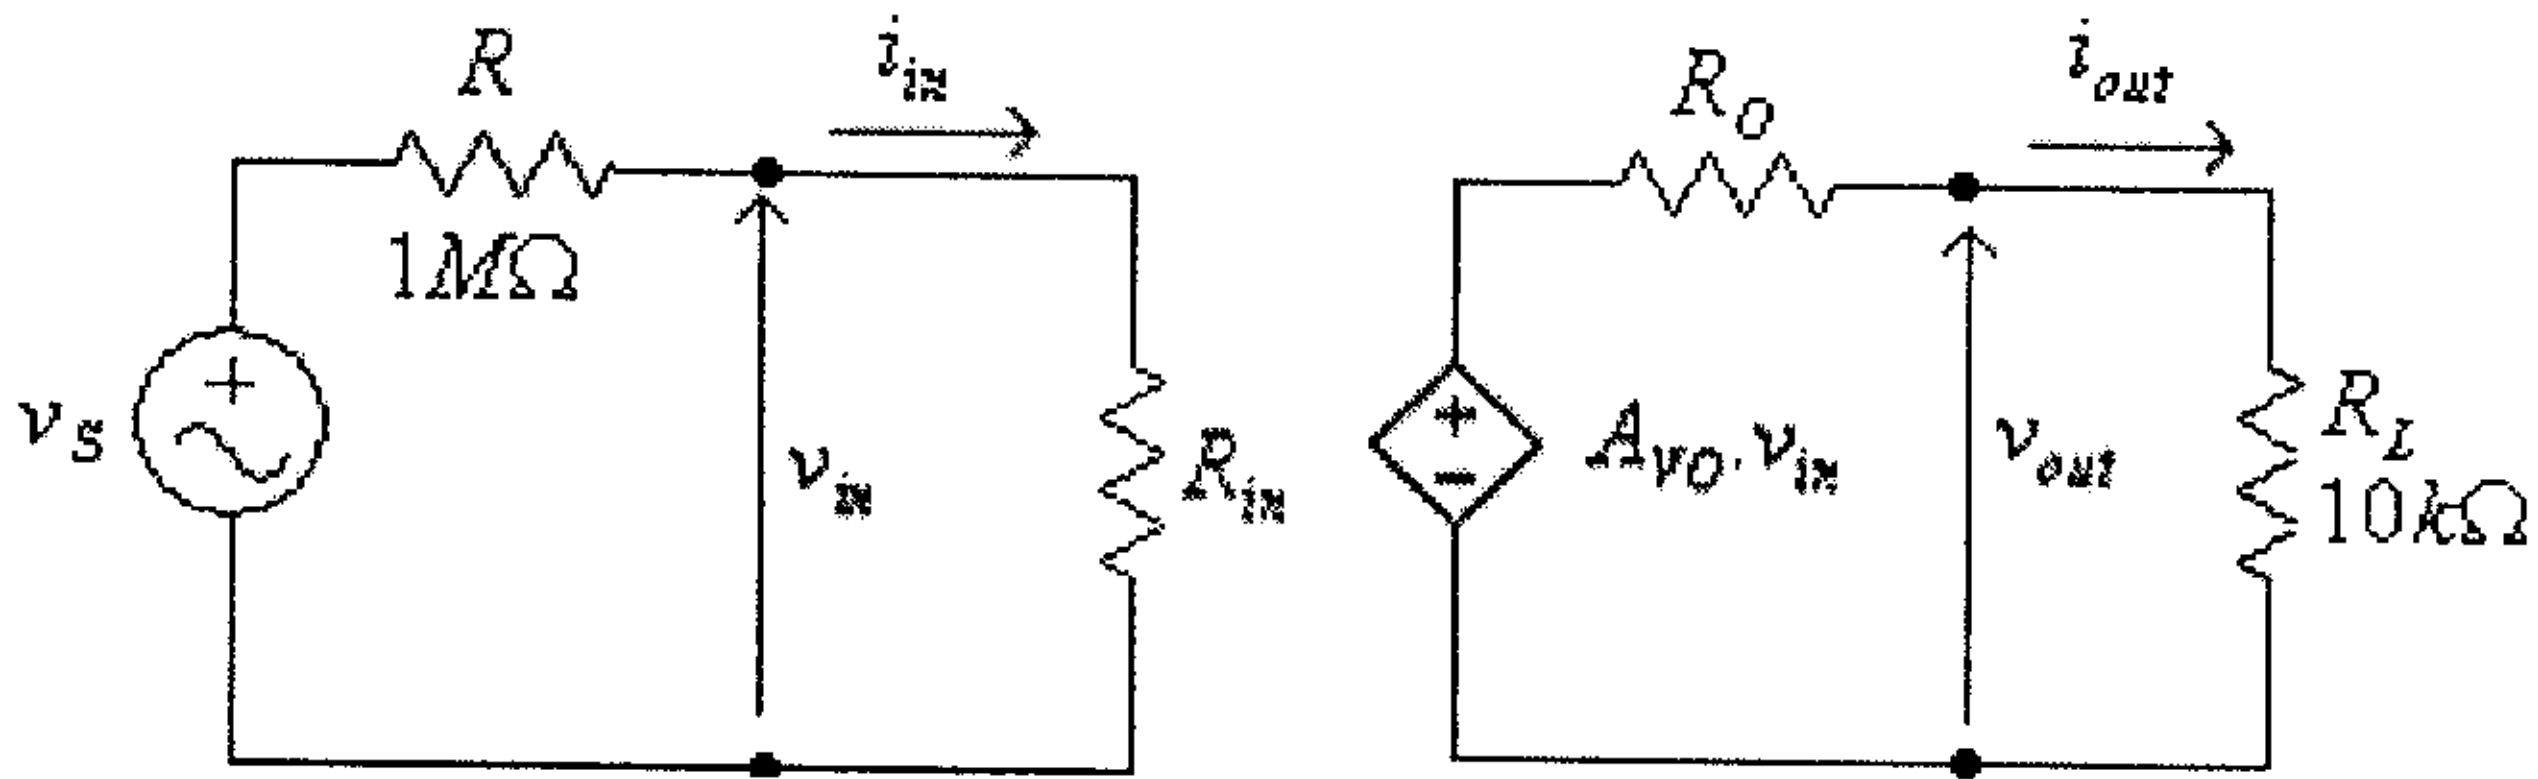 R
i_in
1MΩ
v_S
+
v_in
R_in
R_O
i_out
+
−
A_VO . v_in
v_out
R_L
10kΩ